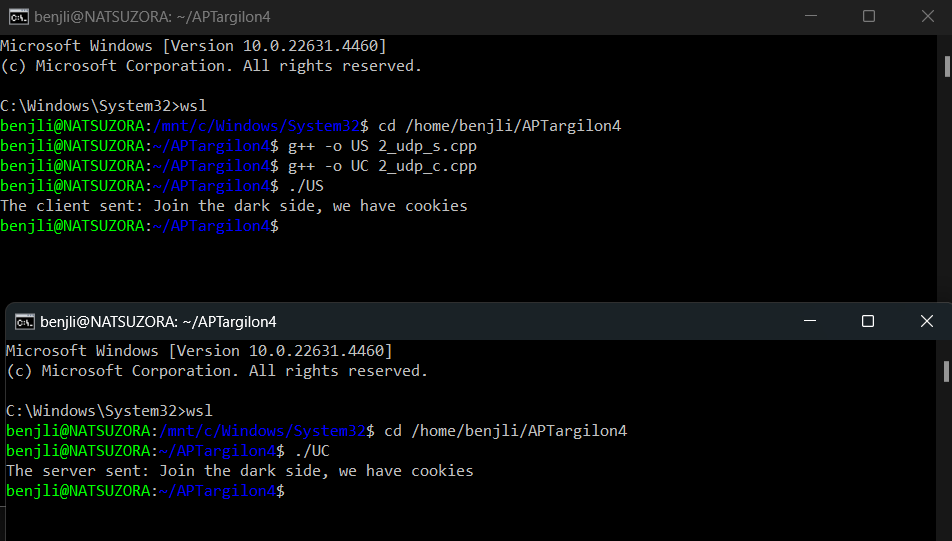 benjli@NATSUZORA: ~/APTargilon4
Microsoft Windows [Version 10.0.22631.4460]
(c) Microsoft Corporation. All rights reserved.
C:\Windows\System32>wsl
benjli@NATSUZORA:/mnt/c/Windows/System32$ cd /home/benjli/APTargilon4
benjli@NATSUZORA:~/APTargilon4$ g++ -o US 2_udp_s.cpp
benjli@NATSUZORA:~/APTargilon4$ g++ -o UC 2_udp_c.cpp
benjli@NATSUZORA:~/APTargilon4$ ./US
The client sent: Join the dark side, we have cookies
benjli@NATSUZORA:~/APTargilon4$
benjli@NATSUZORA: ~/APTargilon4
Microsoft Windows [Version 10.0.22631.4460]
(c) Microsoft Corporation. All rights reserved.
C:\Windows\System32>wsl
benjli@NATSUZORA:/mnt/c/Windows/System32$ cd /home/benjli/APTargilon4
benjli@NATSUZORA:~/APTargilon4$ ./UC
The server sent: Join the dark side, we have cookies
benjli@NATSUZORA:~/APTargilon4$